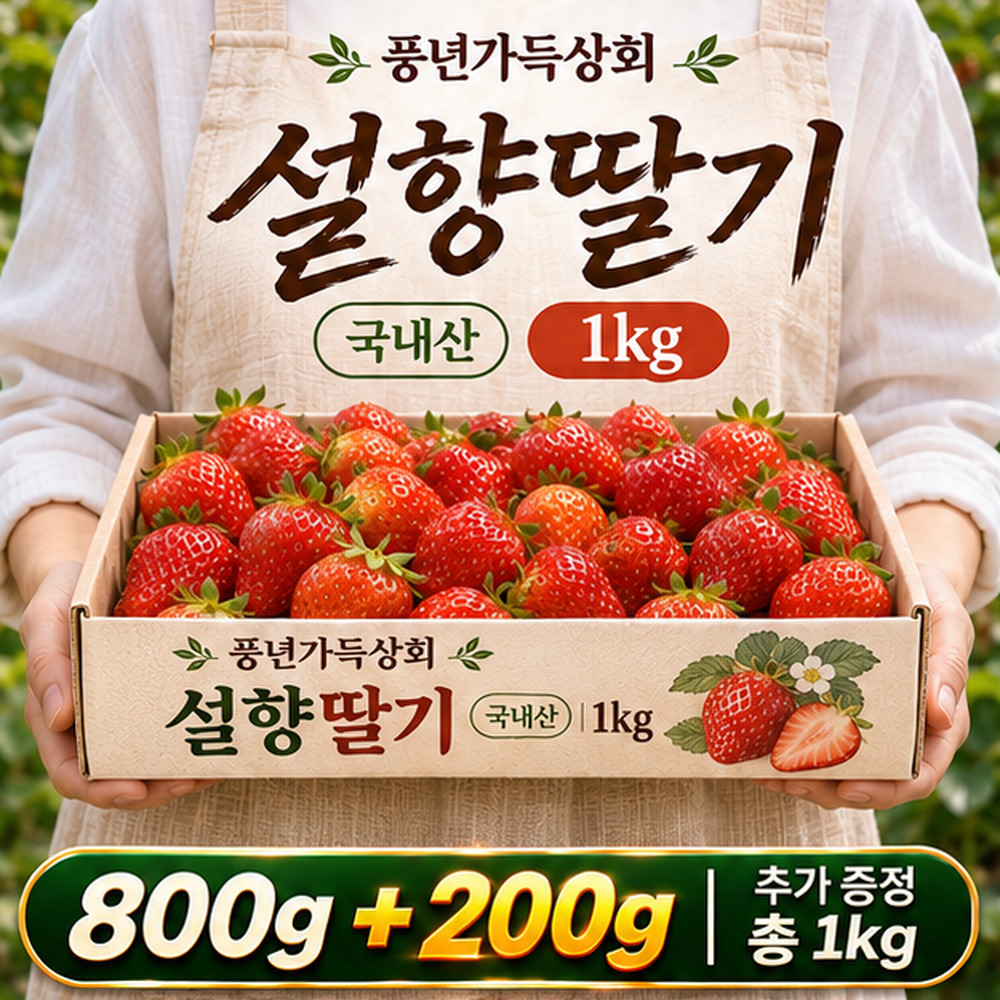 풍년가득상회
설향딸기
국내산
1kg
풍년가득상회
설향딸기 국내산 | 1kg
800g + 200g | 추가 증정
총 1kg